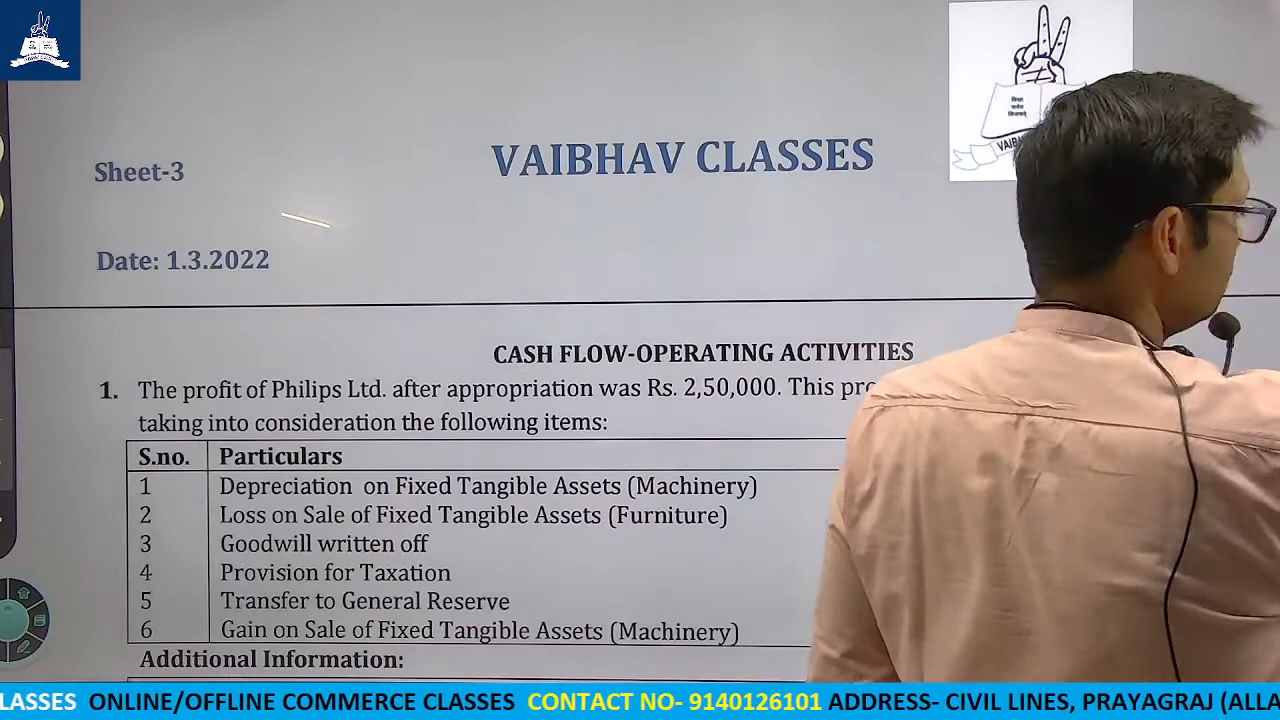 VAIBHAV CLASSES
Sheet-3
Date: 1.3.2022
CASH FLOW-OPERATING ACTIVITIES
1. The profit of Philips Ltd. after appropriation was Rs. 2,50,000. This
taking into consideration the following items:
S.no. Particulars
1 Depreciation on Fixed Tangible Assets (Machinery)
2 Loss on Sale of Fixed Tangible Assets (Furniture)
3 Goodwill written off
4 Provision for Taxation
5 Transfer to General Reserve
6 Gain on Sale of Fixed Tangible Assets (Machinery)
Additional Information:
LASSES ONLINE/OFFLINE COMMERCE CLASSES CONTACT NO- 9140126101 ADDRESS- CIVIL LINES, PRAYAGRAJ (ALLA